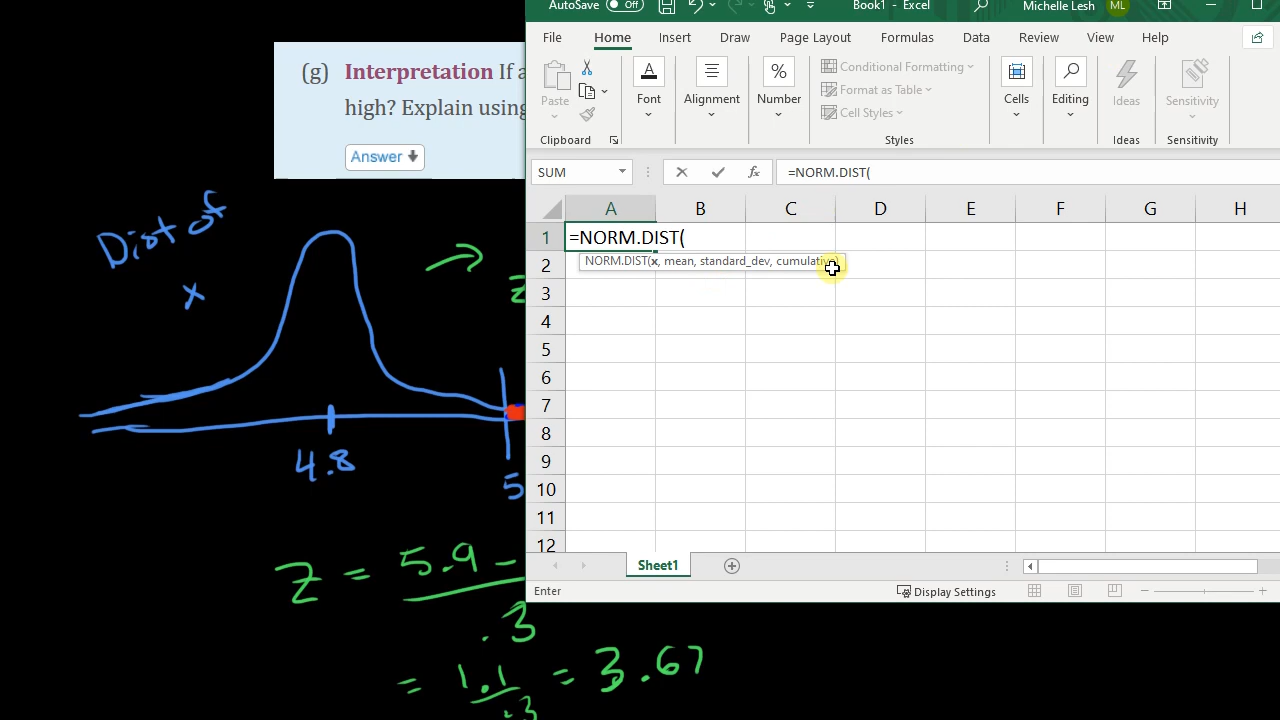 AutoSave Off Book1 - Excel Michelle Lesh ML
File Home Insert Draw Page Layout Formulas Data Review View Help
Paste
Font
Alignment
%
Number
Conditional Formatting
Format as Table
Cell Styles
Cells
Editing
Ideas
Sensitivity
Clipboard
Styles
Ideas
Sensitivity
SUM
fx
=NORM.DIST(
A B C D E F G H
1 =NORM.DIST(
NORM.DIST(x, mean, standard_dev, cumulative)
2
3
4
5
6
7
8
9
10
11
12
Sheet1
Enter
Display Settings
(g) Interpretation If a
high? Explain using
Answer
Dist of
x
z
4.8
5
Z = 5.9 -
.3
= 1.1 = 3.67
.3